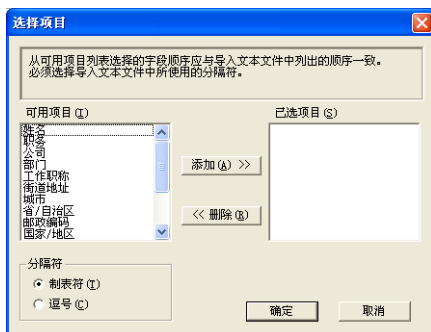 选择项目
从可用项目列表选择的字段顺序应与导入文本文件中列出的顺序一致。
必须选择导入文本文件中所使用的分隔符。
可用项目(I)
已选项目(S)
姓名
职务
公司
部门
工作职称
街道地址
城市
省/自治区
邮政编码
国家/地区
添加(A) >>
<< 删除(R)
分隔符
制表符(T)
逗号(C)
确定
取消